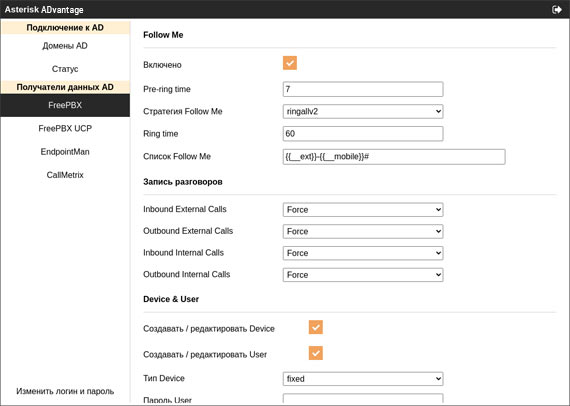 Asterisk ADvantage
Подключение к AD
Домены AD
Статус
Получатели данных AD
FreePBX
FreePBX UCP
EndpointMan
CallMetrix
Изменить логин и пароль
Follow Me
Включено
Pre-ring time 7
Стратегия Follow Me ringallv2
Ring time 60
Список Follow Me {{__ext}}-{{__mobile}}#
Запись разговоров
Inbound External Calls Force
Outbound External Calls Force
Inbound Internal Calls Force
Outbound Internal Calls Force
Device & User
Создавать / редактировать Device
Создавать / редактировать User
Тип Device fixed
Пароль User